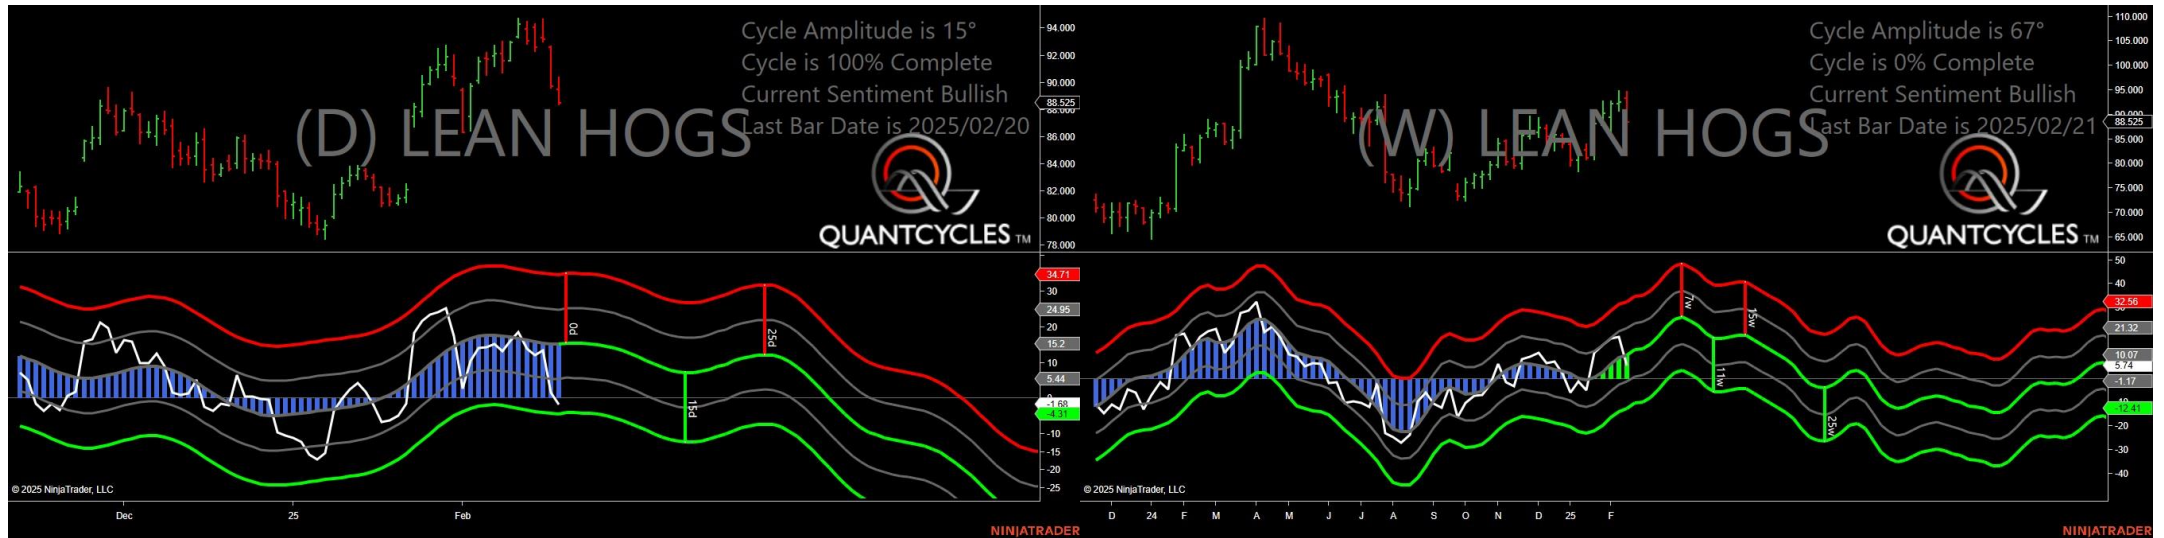 Cycle Amplitude is 15°
Cycle is 100% Complete
Current Sentiment Bullish
Last Bar Date is 2025/02/20
(D) LEAN HOGS
QUANTCYCLES TM
94.000
92.000
90.000
88.525
88.000
86.000
84.000
82.000
80.000
78.000
34.71
30
24.95
20
15.2
10
5.44
0
-1.68
-4.31
-10
-15
-20
-25
0d
15d
25d
© 2025 NinjaTrader, LLC
Dec
25
Feb
NINJATRADER
Cycle Amplitude is 67°
Cycle is 0% Complete
Current Sentiment Bullish
Last Bar Date is 2025/02/21
(W) LEAN HOGS
QUANTCYCLES TM
110.000
105.000
100.000
95.000
90.000
88.525
85.000
80.000
75.000
70.000
65.000
50
40
32.56
21.32
10.07
5.74
-1.17
-10
-12.41
-20
-30
-40
7w
11w
15w
25w
© 2025 NinjaTrader, LLC
D 24 F M A M J J A S O N D 25 F
NINJATRADER